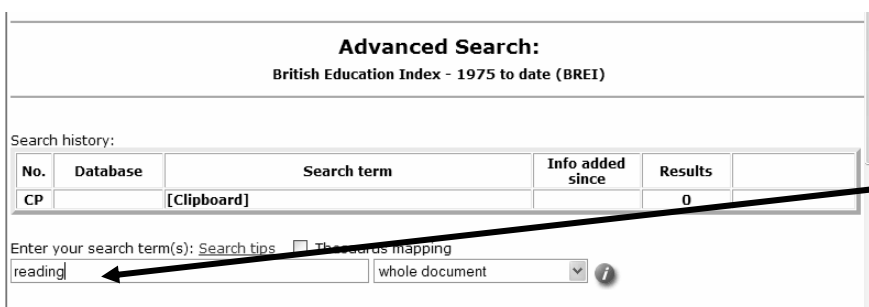 Advanced Search:
British Education Index - 1975 to date (BREI)
Search history:
No. Database Search term Info added since Results
CP [Clipboard] 0
Enter your search term(s): Search tips Thesaurus mapping
reading whole document